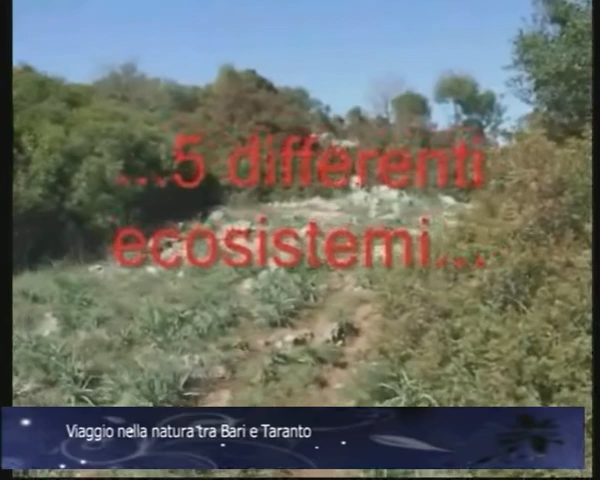 ...5 differenti
ecosistemi...
Viaggio nella natura tra Bari e Taranto